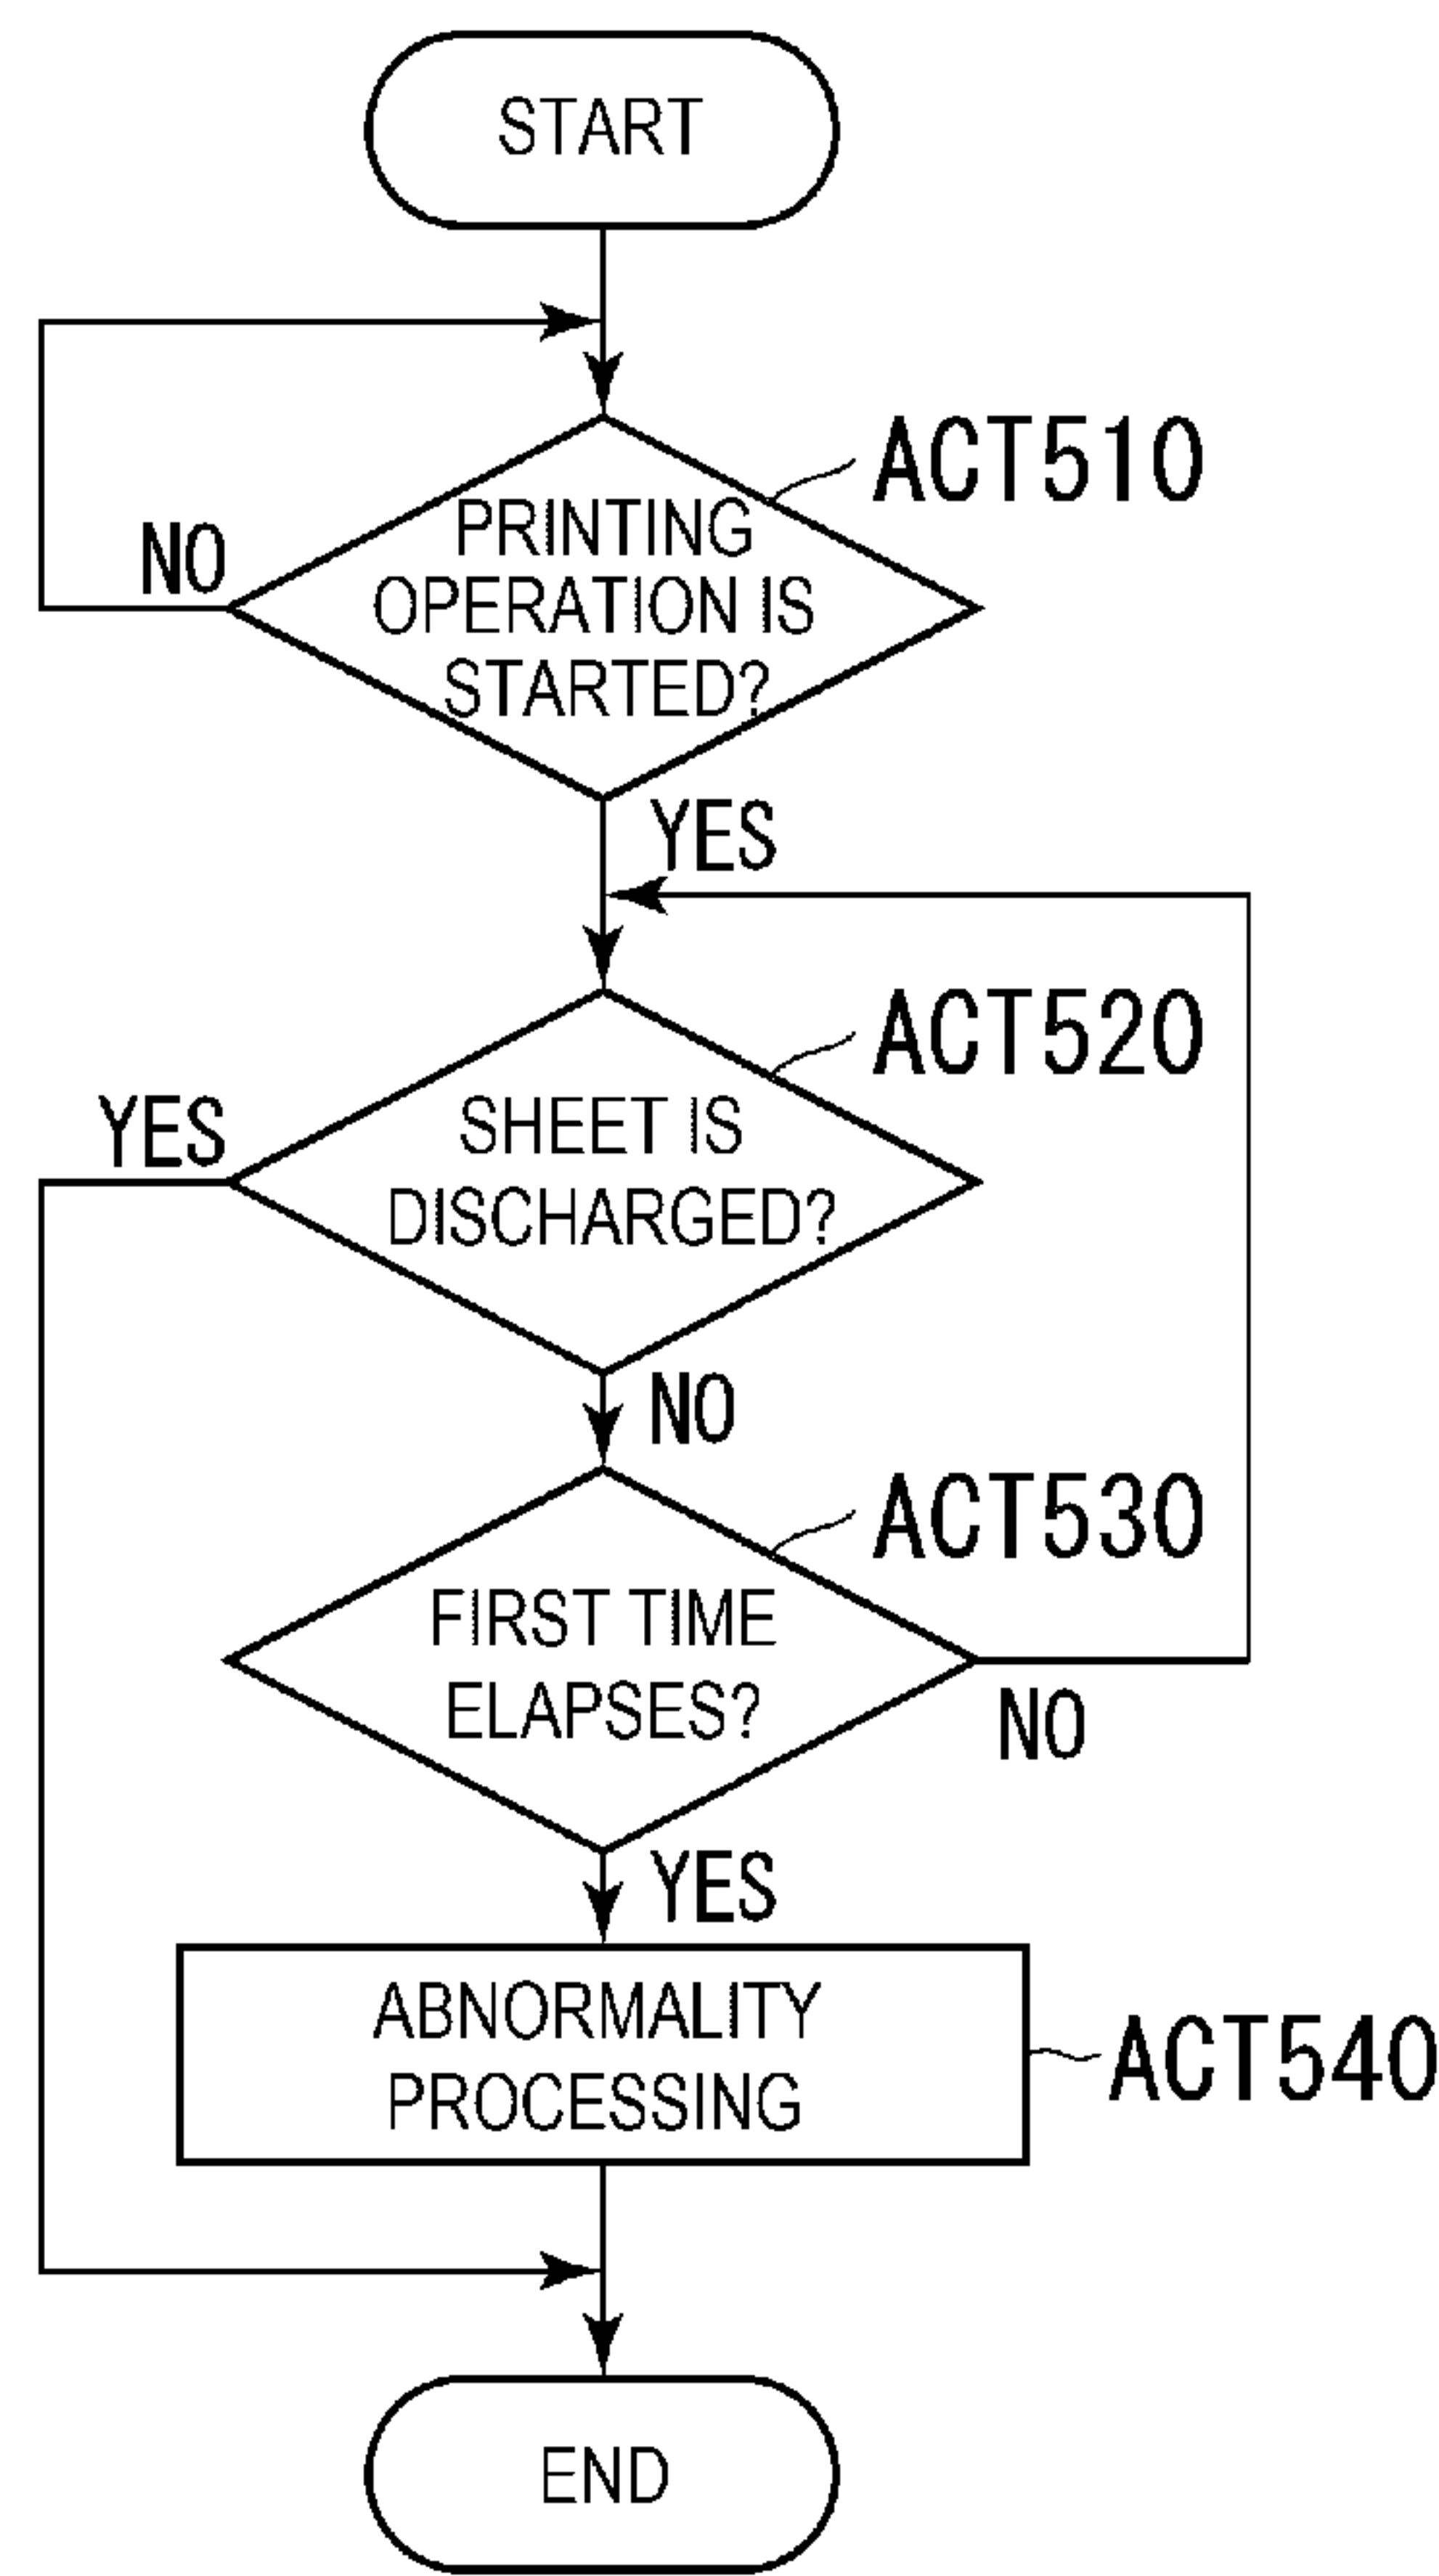 START
ACT510
NO
PRINTING
OPERATION IS
STARTED?
YES
ACT520
YES
SHEET IS
DISCHARGED?
NO
ACT530
FIRST TIME
ELAPSES?
NO
YES
ABNORMALITY
PROCESSING
ACT540
END